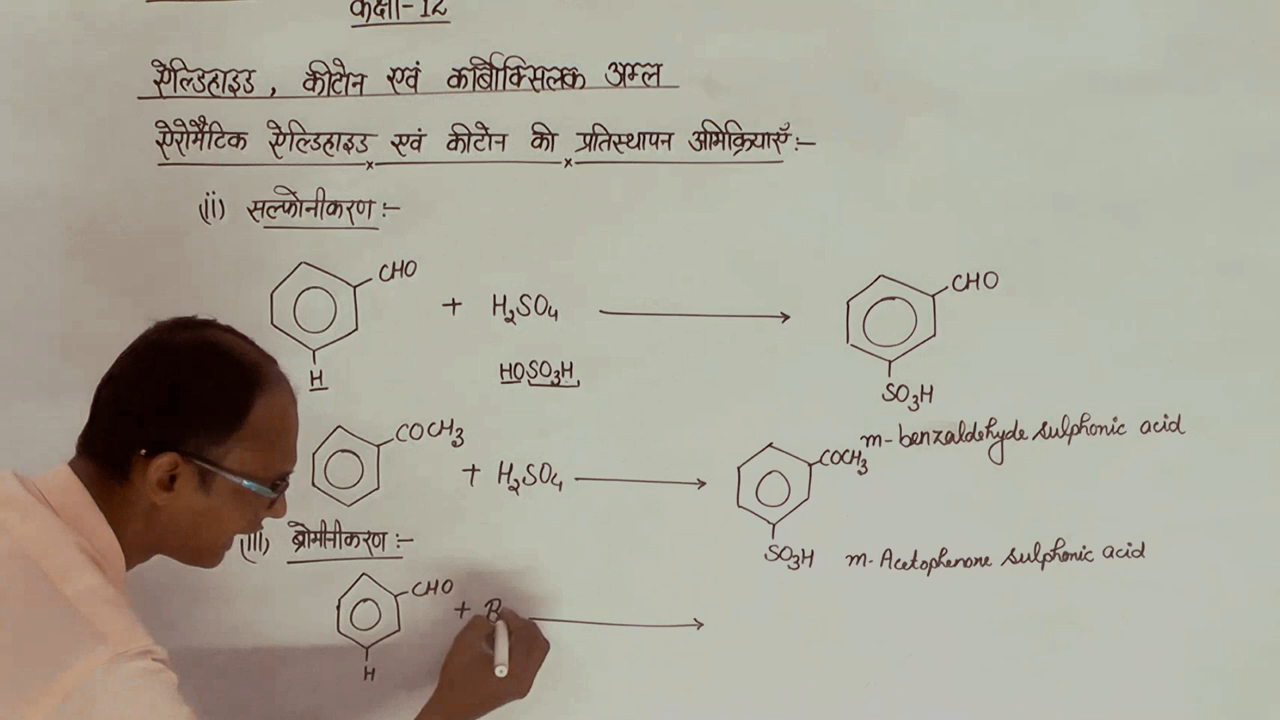 कक्षा-12
ऐल्डिहाइड, कीटोन एवं कार्बोक्सिलक अम्ल
ऐरोमैटिक ऐल्डिहाइड एवं कीटोन की प्रतिस्थापन अभिक्रियाएँ:-
(ii) सल्फोनीकरण:-
CHO
+ H₂SO₄
CHO
H
HOSO₃H
SO₃H
m-benzaldehyde sulphonic acid
COCH₃
+ H₂SO₄
COCH₃
SO₃H
m-Acetophenone sulphonic acid
(iii) ब्रोमीनीकरण:-
CHO
+ B
H